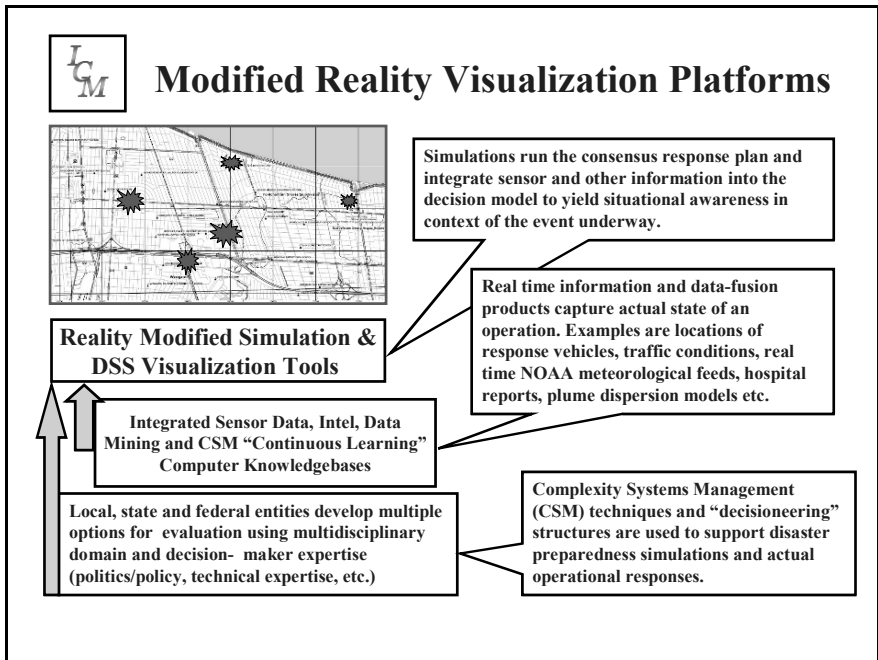 ICM
Modified Reality Visualization Platforms
Simulations run the consensus response plan and
integrate sensor and other information into the
decision model to yield situational awareness in
context of the event underway.
Real time information and data-fusion
products capture actual state of an
operation. Examples are locations of
response vehicles, traffic conditions, real
time NOAA meteorological feeds, hospital
reports, plume dispersion models etc.
Reality Modified Simulation &
DSS Visualization Tools
Integrated Sensor Data, Intel, Data
Mining and CSM “Continuous Learning”
Computer Knowledgebases
Local, state and federal entities develop multiple
options for evaluation using multidisciplinary
domain and decision- maker expertise
(politics/policy, technical expertise, etc.)
Complexity Systems Management
(CSM) techniques and “decisioneering”
structures are used to support disaster
preparedness simulations and actual
operational responses.